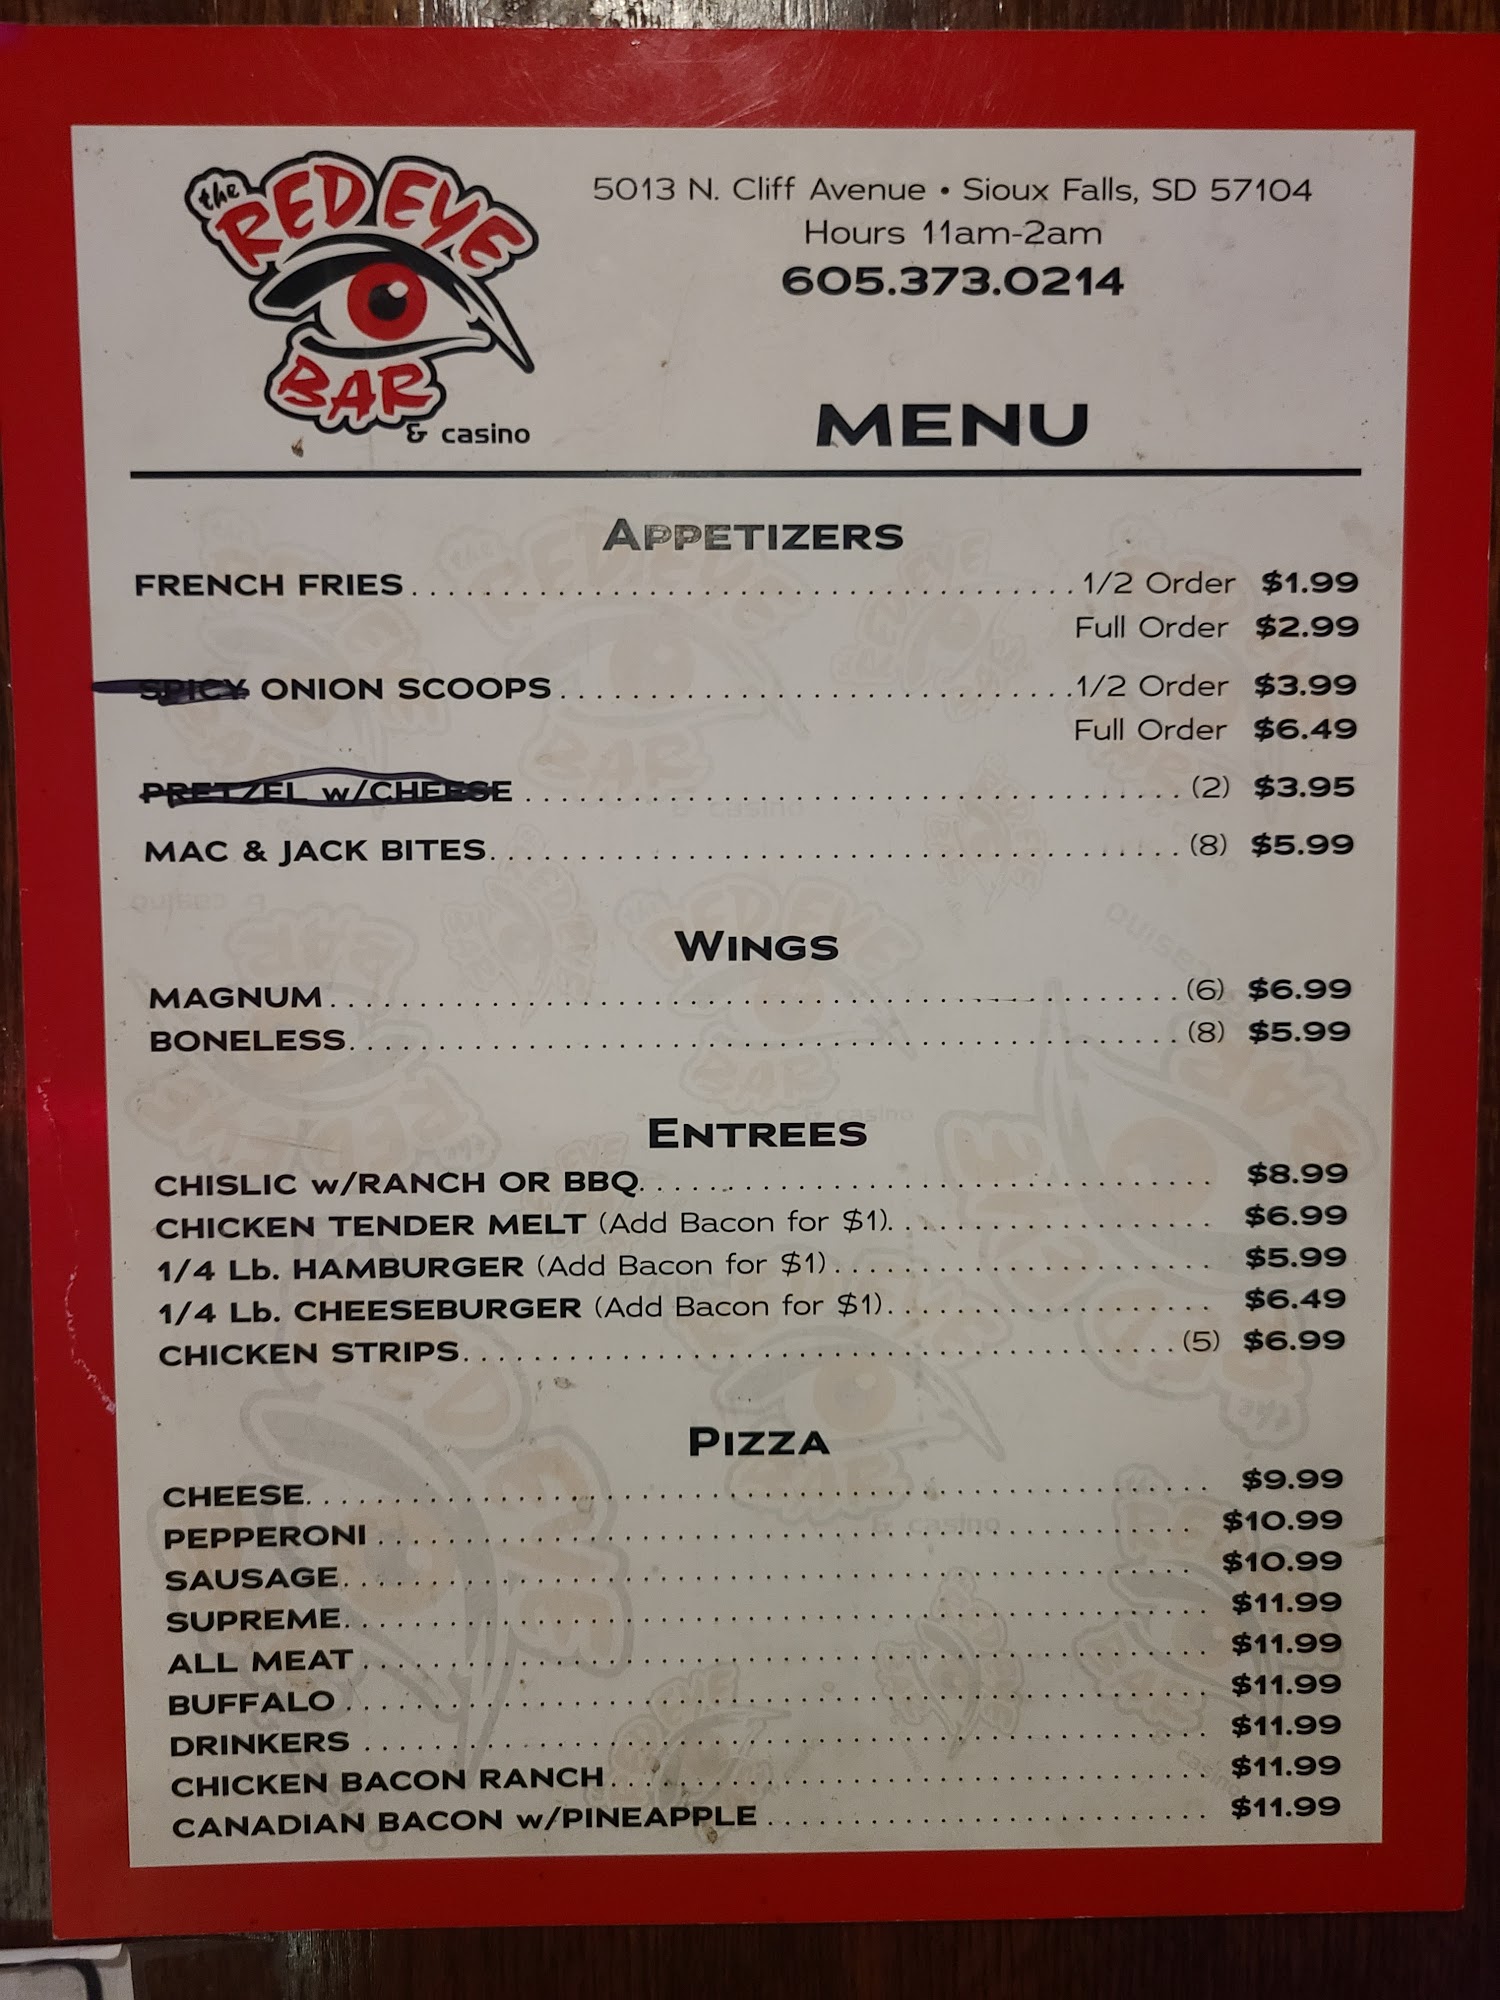 the
RED EYE
BAR
& casino
5013 N. Cliff Avenue • Sioux Falls, SD 57104
Hours 11am-2am
605.373.0214
MENU
APPETIZERS
FRENCH FRIES 1/2 Order $1.99
Full Order $2.99
SPICY ONION SCOOPS 1/2 Order $3.99
Full Order $6.49
PRETZEL w/CHEESE (2) $3.95
MAC & JACK BITES (8) $5.99
WINGS
MAGNUM (6) $6.99
BONELESS (8) $5.99
ENTREES
CHISLIC w/RANCH OR BBQ $8.99
CHICKEN TENDER MELT (Add Bacon for $1) $6.99
1/4 Lb. HAMBURGER (Add Bacon for $1) $5.99
1/4 Lb. CHEESEBURGER (Add Bacon for $1) $6.49
CHICKEN STRIPS (5) $6.99
PIZZA
CHEESE $9.99
PEPPERONI $10.99
SAUSAGE $10.99
SUPREME $11.99
ALL MEAT $11.99
BUFFALO $11.99
DRINKERS $11.99
CHICKEN BACON RANCH $11.99
CANADIAN BACON w/PINEAPPLE $11.99